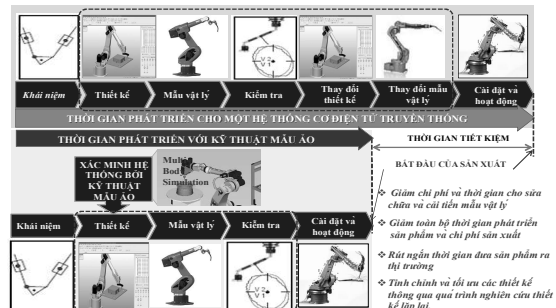 Khái niệm
Thiết kế
Mẫu vật lý
Kiểm tra
Thay đổi
thiết kế
Thay đổi mẫu
vật lý
Cài đặt và
hoạt động
THỜI GIAN PHÁT TRIỂN CHO MỘT HỆ THỐNG CƠ ĐIỆN TỬ TRUYỀN THỐNG
THỜI GIAN PHÁT TRIỂN VỚI KỸ THUẬT MẪU ẢO
THỜI GIAN TIẾT KIỆM
XÁC MINH HỆ
THỐNG BỞI
KỸ THUẬT
MẪU ẢO
Multi
Body
Simulation
BẮT ĐẦU CỦA SẢN XUẤT
Khái niệm
Thiết kế
Mẫu vật lý
Kiểm tra
Cài đặt và
hoạt động
❖ Giảm chi phí và thời gian cho sửa
chữa và cải tiến mẫu vật lý
❖ Giảm toàn bộ thời gian phát triển
sản phẩm và chi phí sản xuất
❖ Rút ngắn thời gian đưa sản phẩm ra
thị trường
❖ Tinh chỉnh và tối ưu các thiết kế
thông qua quá trình nghiên cứu thiết
kế lặp lại